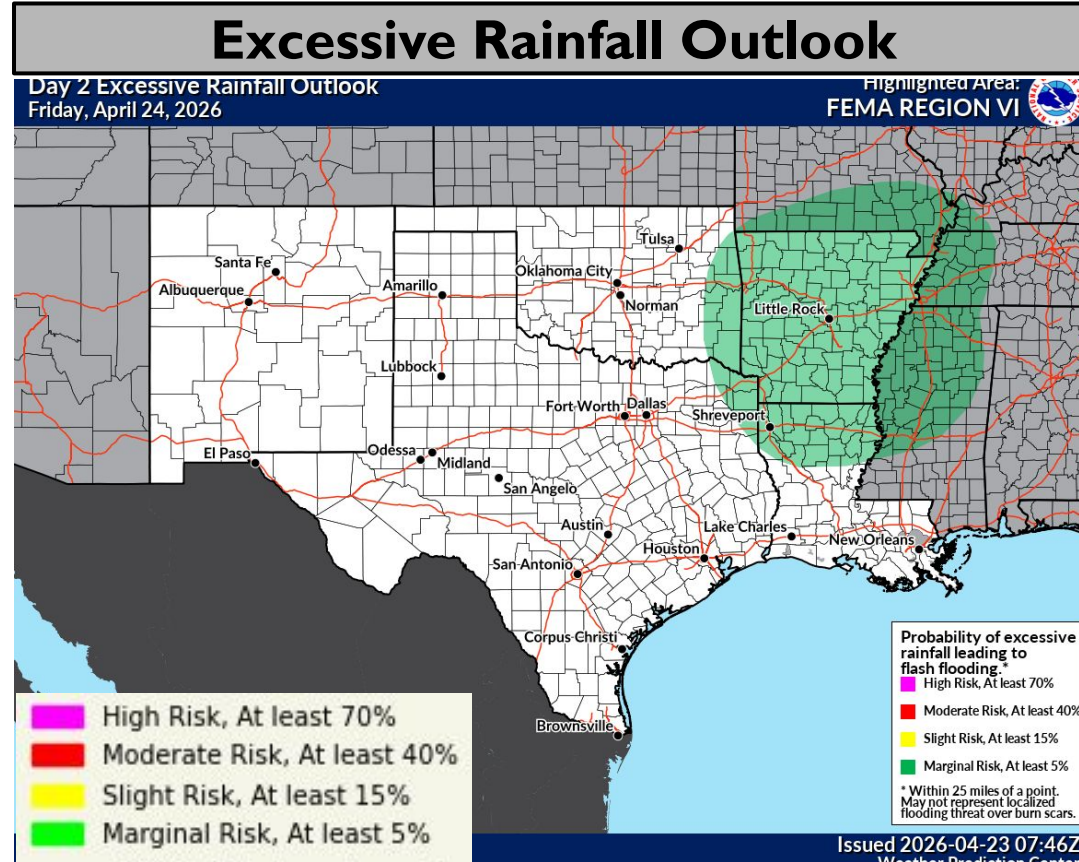 Excessive Rainfall Outlook
Day 2 Excessive Rainfall Outlook
Friday, April 24, 2026
Highlighted Area:
FEMA REGION VI
Tulsa
Santa Fe
Oklahoma City
Albuquerque
Amarillo
Norman
Little Rock
Lubbock
Fort Worth
Dallas
Shreveport
El Paso
Odessa
Midland
San Angelo
Austin
Lake Charles
New Orleans
Houston
San Antonio
Corpus Christi
Brownsville
Probability of excessive
rainfall leading to
flash flooding.*
High Risk, At least 70%
Moderate Risk, At least 40%
Slight Risk, At least 15%
Marginal Risk, At least 5%
* Within 25 miles of a point.
May not represent localized
flooding threat over burn scars.
High Risk, At least 70%
Moderate Risk, At least 40%
Slight Risk, At least 15%
Marginal Risk, At least 5%
Issued 2026-04-23 07:46Z
Weather Prediction Center